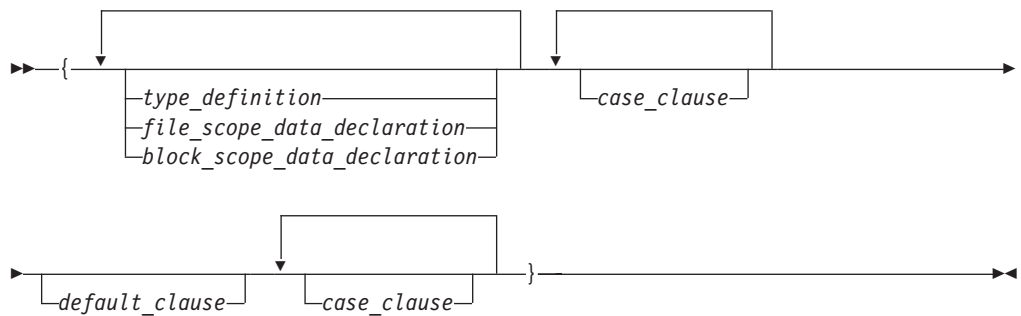 {
type_definition
file_scope_data_declaration
block_scope_data_declaration
case_clause
default_clause
case_clause
}